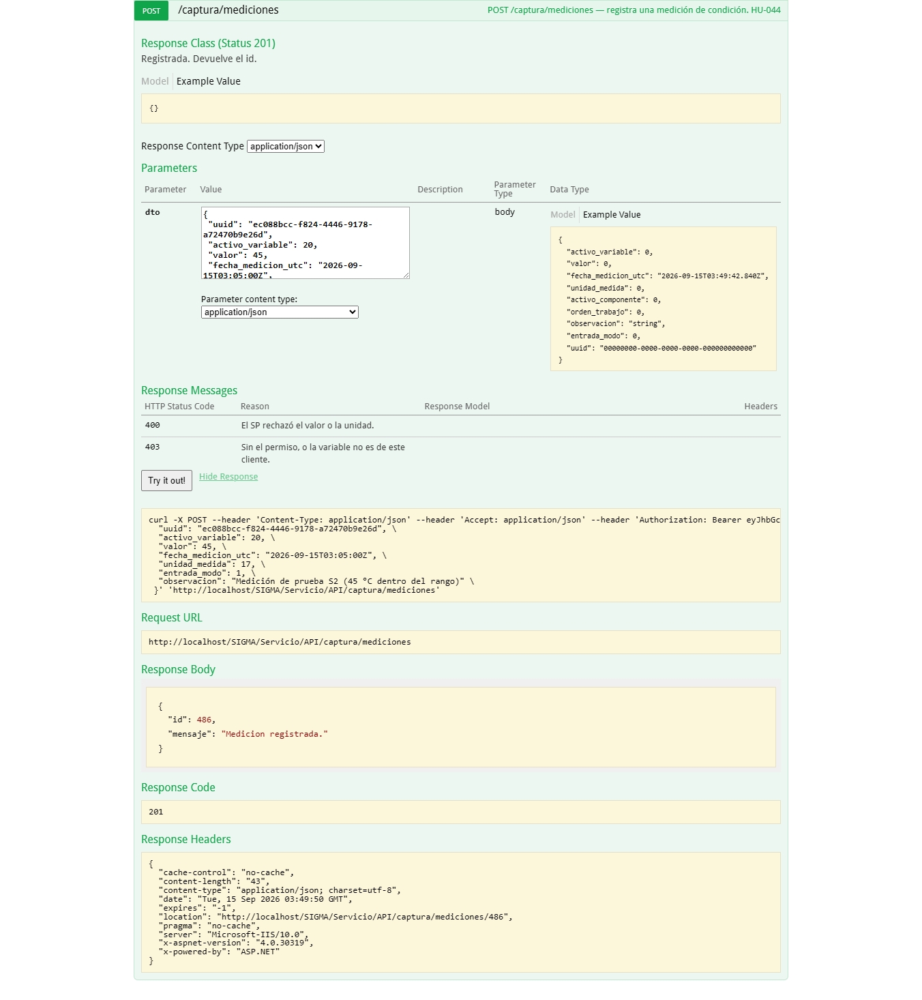 POST /captura/mediciones POST /captura/mediciones — registra una medición de condición. HU-044
Response Class (Status 201)
Registrada. Devuelve el id.
Model Example Value
{}
Response Content Type application/json
Parameters
Parameter Value Description Parameter Type Data Type
dto
{
"uuid": "ec088bcc-f824-4446-9178-
a72470b9e26d",
"activo_variable": 20,
"valor": 45,
"fecha_medicion_utc": "2026-09-
15T03:05:00Z",
Parameter content type:
application/json
body
Model Example Value
{
"activo_variable": 0,
"valor": 0,
"fecha_medicion_utc": "2026-09-15T03:49:42.840Z",
"unidad_medida": 0,
"activo_componente": 0,
"orden_trabajo": 0,
"observacion": "string",
"entrada_modo": 0,
"uuid": "00000000-0000-0000-0000-000000000000"
}
Response Messages
HTTP Status Code Reason Response Model Headers
400 El SP rechazó el valor o la unidad.
403 Sin el permiso, o la variable no es de este
cliente.
Try it out! Hide Response
curl -X POST --header 'Content-Type: application/json' --header 'Accept: application/json' --header 'Authorization: Bearer eyJhbGc
"uuid": "ec088bcc-f824-4446-9178-a72470b9e26d", \
"activo_variable": 20, \
"valor": 45, \
"fecha_medicion_utc": "2026-09-15T03:05:00Z", \
"unidad_medida": 17, \
"entrada_modo": 1, \
"observacion": "Medición de prueba S2 (45 °C dentro del rango)" \
}' 'http://localhost/SIGMA/Servicio/API/captura/mediciones'
Request URL
http://localhost/SIGMA/Servicio/API/captura/mediciones
Response Body
{
"id": 486,
"mensaje": "Medicion registrada."
}
Response Code
201
Response Headers
{
"cache-control": "no-cache",
"content-length": "43",
"content-type": "application/json; charset=utf-8",
"date": "Tue, 15 Sep 2026 03:49:50 GMT",
"expires": "-1",
"location": "http://localhost/SIGMA/Servicio/API/captura/mediciones/486",
"pragma": "no-cache",
"server": "Microsoft-IIS/10.0",
"x-aspnet-version": "4.0.30319",
"x-powered-by": "ASP.NET"
}